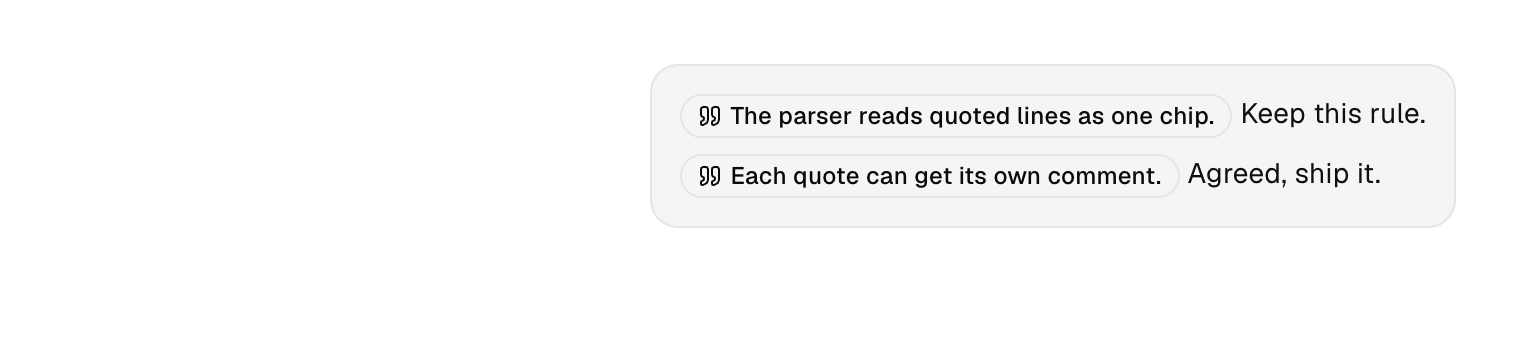 The parser reads quoted lines as one chip. Keep this rule.
Each quote can get its own comment. Agreed, ship it.